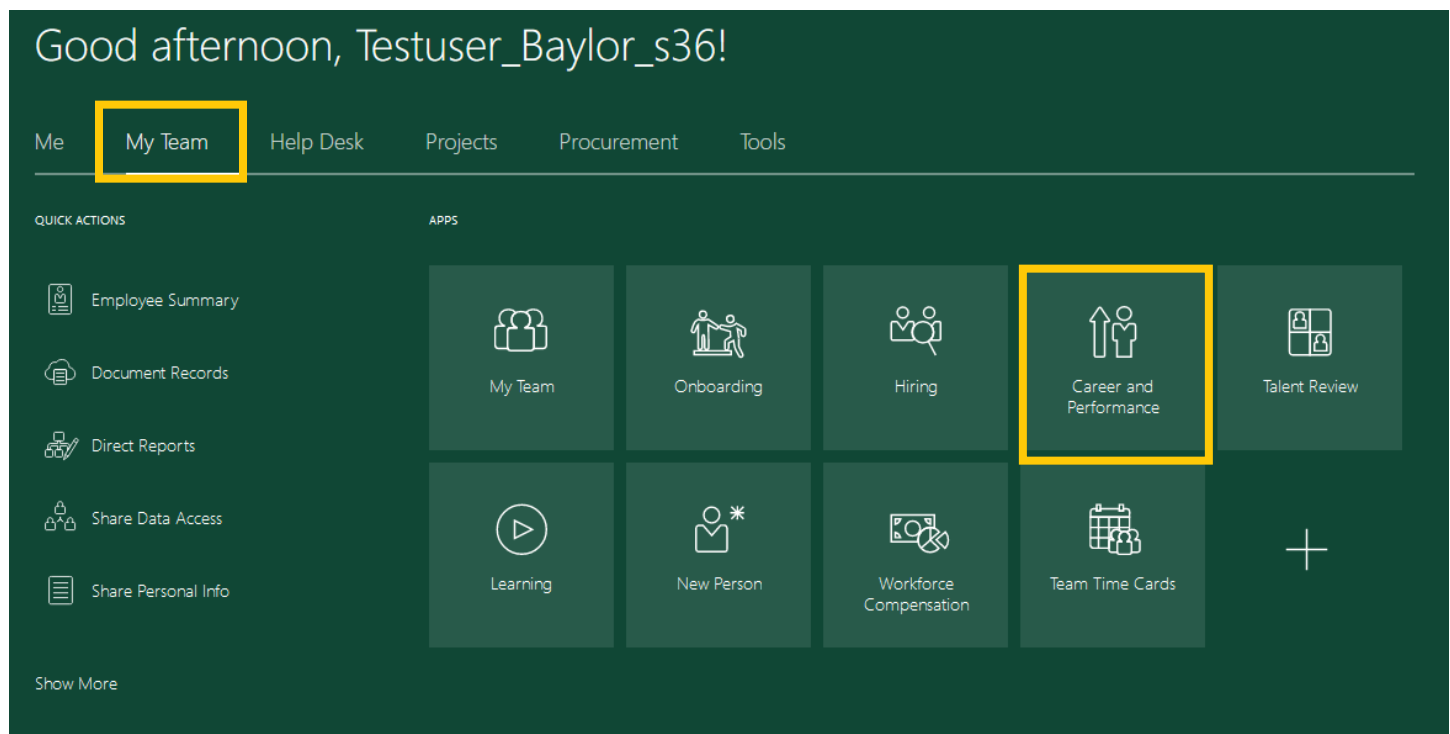 Good afternoon, Testuser_Baylor_s36!
Me
My Team
Help Desk
Projects
Procurement
Tools
QUICK ACTIONS
Employee Summary
Document Records
Direct Reports
Share Data Access
Share Personal Info
Show More
APPS
My Team
Onboarding
Hiring
Career and
Performance
Talent Review
Learning
New Person
Workforce
Compensation
Team Time Cards